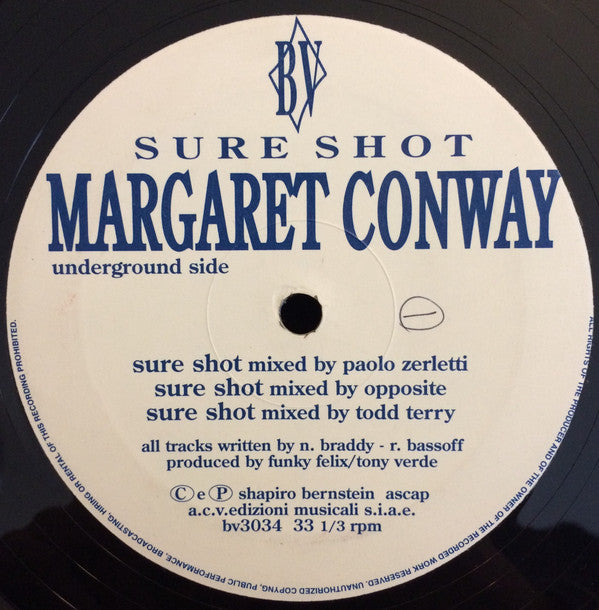 BV
SURE SHOT
MARGARET CONWAY
underground side
sure shot mixed by paolo zerletti
sure shot mixed by opposite
sure shot mixed by todd terry
all tracks written by n. braddy - r. bassoff
produced by funky felix/tony verde
Ⓒ e Ⓟ shapiro bernstein ascap
a.c.v.edizioni musicali s.i.a.e.
bv3034 33 1/3 rpm
ALL RIGHTS OF THE PRODUCER AND OF THE OWNER OF THE RECORDED WORK RESERVED. UNAUTHORIZED COPYNG, PUBLIC PERFORMANCE, BROADCASTING, HIRING OR RENTAL OF THIS RECORDING PROHIBITED.